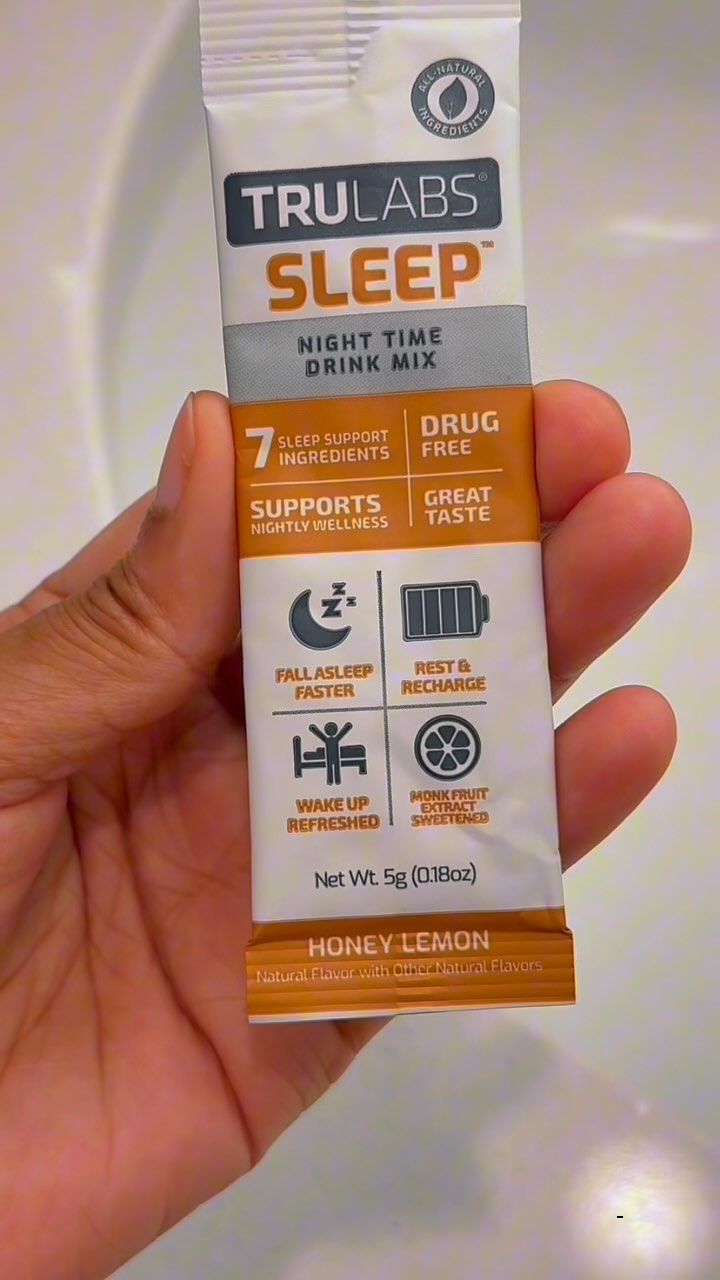 ALL-NATURAL
INGREDIENTS
TRULABS®
SLEEP™
NIGHT TIME
DRINK MIX
7 SLEEP SUPPORT
INGREDIENTS
DRUG
FREE
SUPPORTS
NIGHTLY WELLNESS
GREAT
TASTE
Z Z Z
FALL ASLEEP
FASTER
REST &
RECHARGE
WAKE UP
REFRESHED
MONK FRUIT
EXTRACT
SWEETENED
Net Wt. 5g (0.18oz)
HONEY LEMON
Natural Flavor with Other Natural Flavors